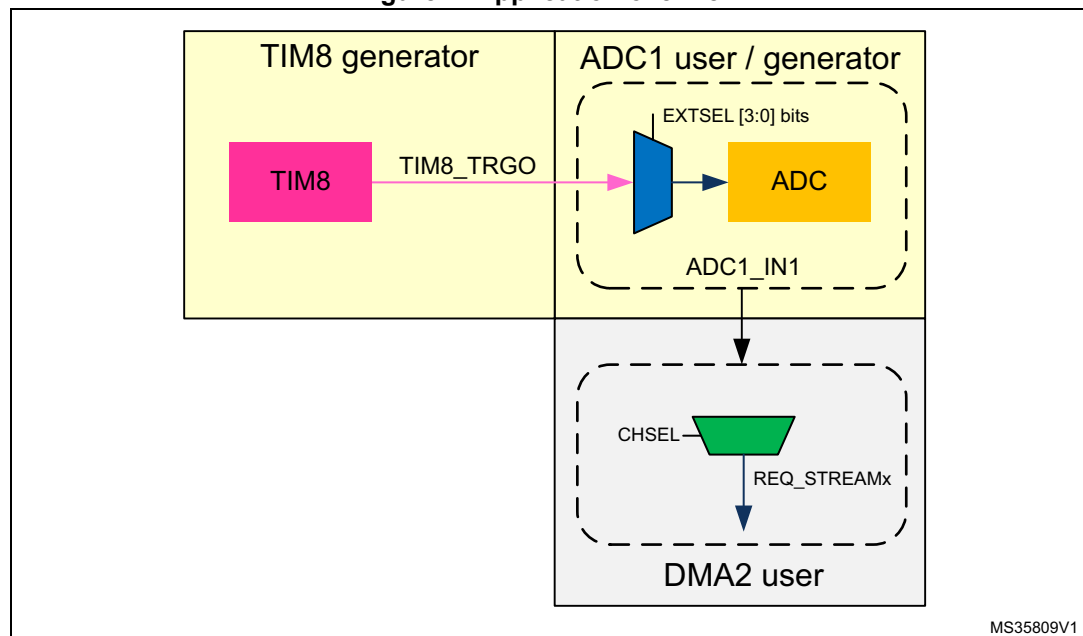 TIM8 generator
ADC1 user / generator
EXTSEL [3:0] bits
TIM8
TIM8_TRGO
ADC
ADC1_IN1
CHSEL
REQ_STREAMx
DMA2 user
MS35809V1